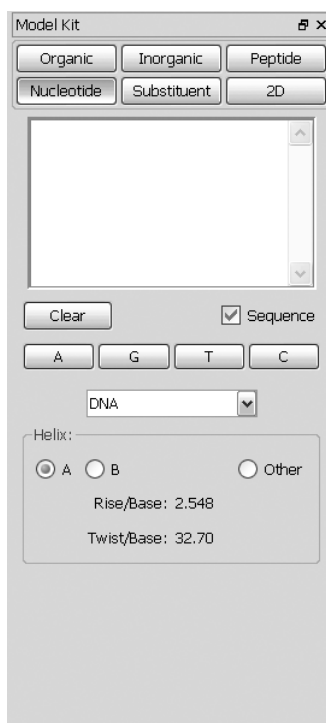 Model Kit
Organic Inorganic Peptide
Nucleotide Substituent 2D
Clear Sequence
A G T C
DNA
Helix:
A B Other
Rise/Base: 2.548
Twist/Base: 32.70